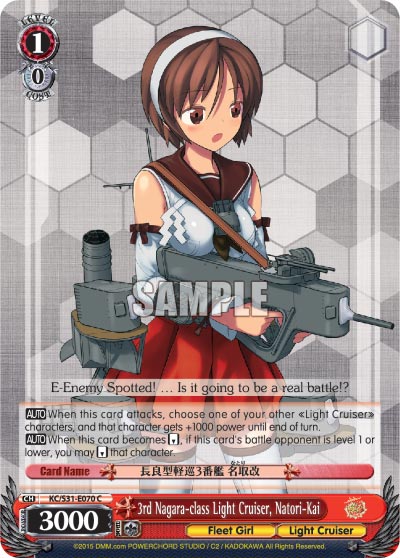 1
0
SAMPLE
E-Enemy Spotted! … Is it going to be a real battle!?
AUTO When this card attacks, choose one of your other «Light Cruiser»
characters, and that character gets +1000 power until end of turn.
AUTO When this card becomes [▼], if this card's battle opponent is level 1 or
lower, you may [▼] that character.
Card Name
なとり
長良型軽巡3番艦 名取改
CH KC/S31-E070 C
3rd Nagara-class Light Cruiser, Natori-Kai
3000
Fleet Girl
Light Cruiser
©2015 DMM.com POWERCHORD STUDIO / C2 / KADOKAWA All Rights Reserved.